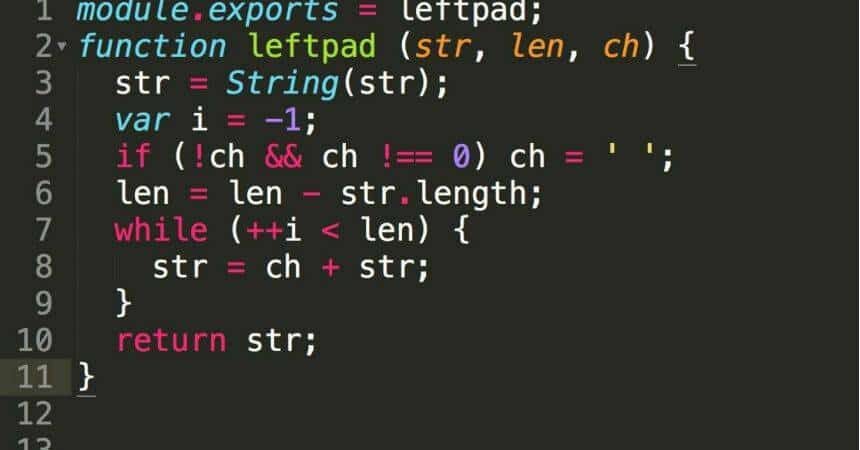 1 module.exports = leftpad;
2 function leftpad (str, len, ch) {
3 str = String(str);
4 var i = -1;
5 if (!ch && ch !== 0) ch = ' ';
6 len = len - str.length;
7 while (++i < len) {
8 str = ch + str;
9 }
10 return str;
11 }
12
13